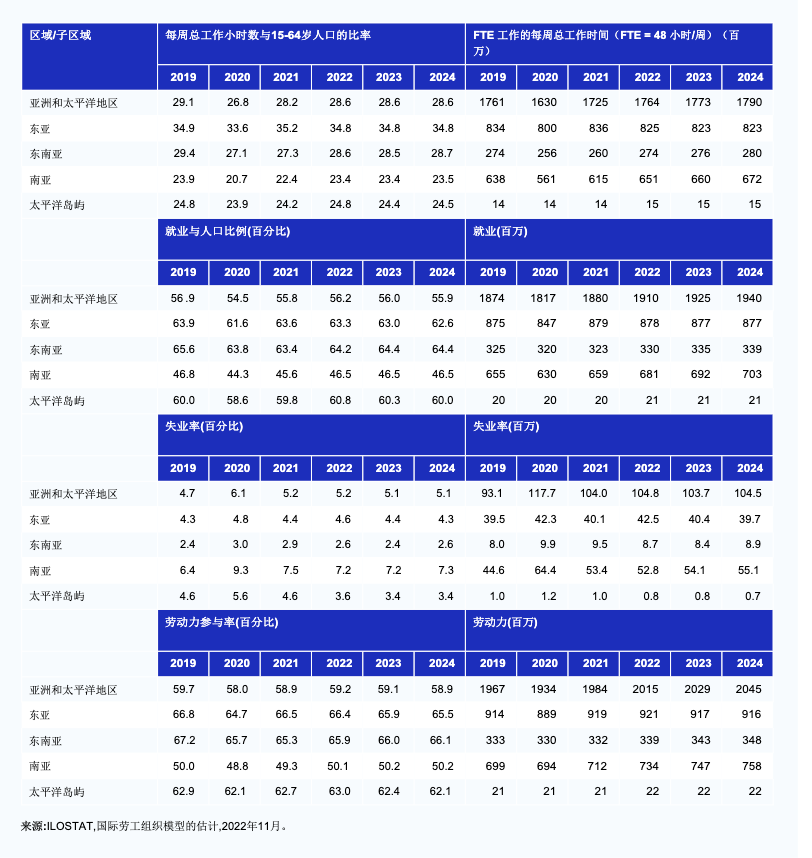 区域/子区域 每周总工作小时数与15-64岁人口的比率 FTE 工作的每周总工作时间（FTE = 48 小时/周）（百
万）
2019 2020 2021 2022 2023 2024 2019 2020 2021 2022 2023 2024
亚洲和太平洋地区 29.1 26.8 28.2 28.6 28.6 28.6 1761 1630 1725 1764 1773 1790
东亚 34.9 33.6 35.2 34.8 34.8 34.8 834 800 836 825 823 823
东南亚 29.4 27.1 27.3 28.6 28.5 28.7 274 256 260 274 276 280
南亚 23.9 20.7 22.4 23.4 23.4 23.5 638 561 615 651 660 672
太平洋岛屿 24.8 23.9 24.2 24.8 24.4 24.5 14 14 14 15 15 15
就业与人口比例(百分比) 就业(百万)
2019 2020 2021 2022 2023 2024 2019 2020 2021 2022 2023 2024
亚洲和太平洋地区 56 .9 54.5 55.8 56.2 56.0 55.9 1874 1817 1880 1910 1925 1940
东亚 63.9 61.6 63.6 63.3 63.0 62.6 875 847 879 878 877 877
东南亚 65.6 63.8 63.4 64.2 64.4 64.4 325 320 323 330 335 339
南亚 46.8 44.3 45.6 46.5 46.5 46.5 655 630 659 681 692 703
太平洋岛屿 60.0 58.6 59.8 60.8 60.3 60.0 20 20 20 21 21 21
失业率(百分比) 失业率(百万)
2019 2020 2021 2022 2023 2024 2019 2020 2021 2022 2023 2024
亚洲和太平洋地区 4.7 6.1 5.2 5.2 5.1 5.1 93.1 117.7 104.0 104.8 103.7 104.5
东亚 4.3 4.8 4.4 4.6 4.4 4.3 39.5 42.3 40.1 42.5 40.4 39.7
东南亚 2.4 3.0 2.9 2.6 2.4 2.6 8.0 9.9 9.5 8.7 8.4 8.9
南亚 6.4 9.3 7.5 7.2 7.2 7.3 44.6 64.4 53.4 52.8 54.1 55.1
太平洋岛屿 4.6 5.6 4.6 3.6 3.4 3.4 1.0 1.2 1.0 0.8 0.8 0.7
劳动力参与率(百分比) 劳动力(百万)
2019 2020 2021 2022 2023 2024 2019 2020 2021 2022 2023 2024
亚洲和太平洋地区 59.7 58.0 58.9 59.2 59.1 58.9 1967 1934 1984 2015 2029 2045
东亚 66.8 64.7 66.5 66.4 65.9 65.5 914 889 919 921 917 916
东南亚 67.2 65.7 65.3 65.9 66.0 66.1 333 330 332 339 343 348
南亚 50.0 48.8 49.3 50.1 50.2 50.2 699 694 712 734 747 758
太平洋岛屿 62.9 62.1 62.7 63.0 62.4 62.1 21 21 21 22 22 22
来源:ILOSTAT,国际劳工组织模型的估计,2022年11月。